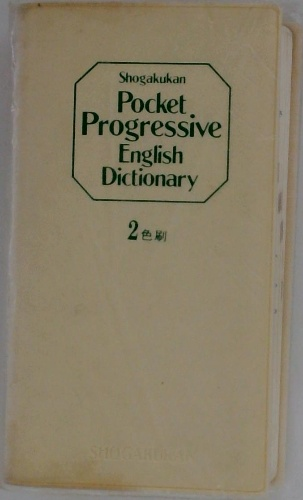 Shogakukan
Pocket
Progressive
English
Dictionary
2色刷